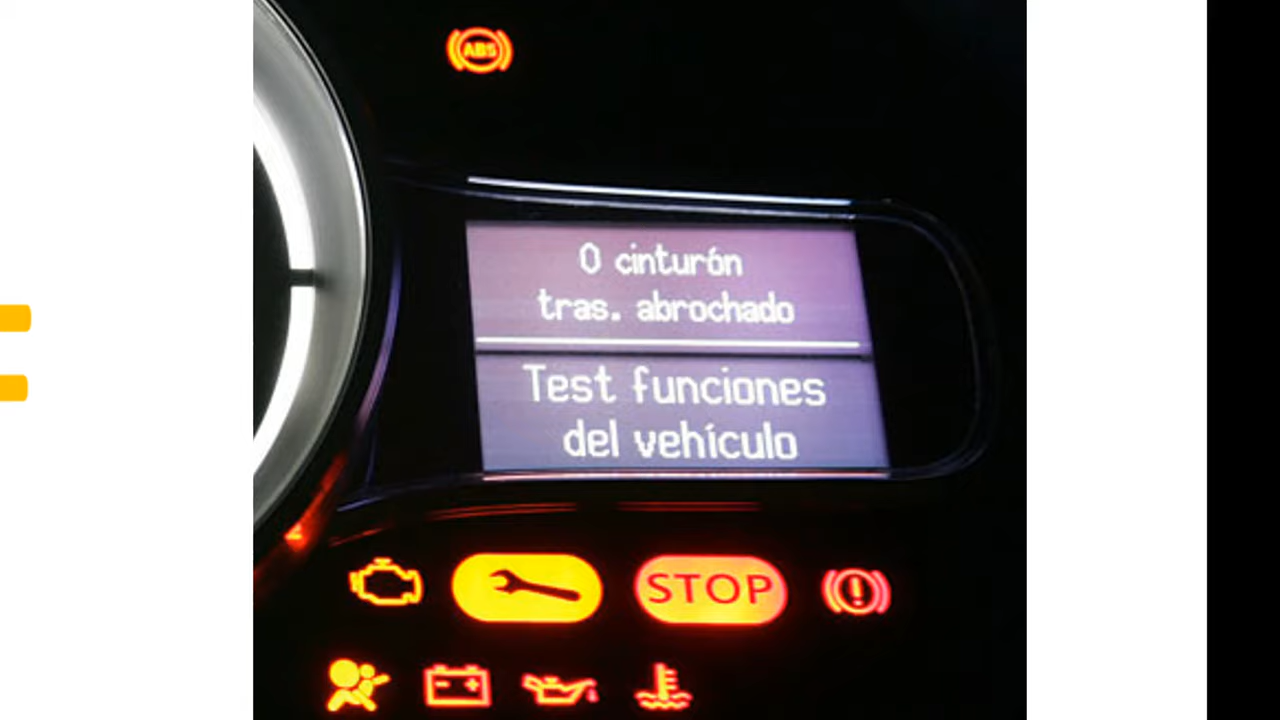 ABS
0 cinturón
tras. abrochado
Test funciones
del vehículo
STOP